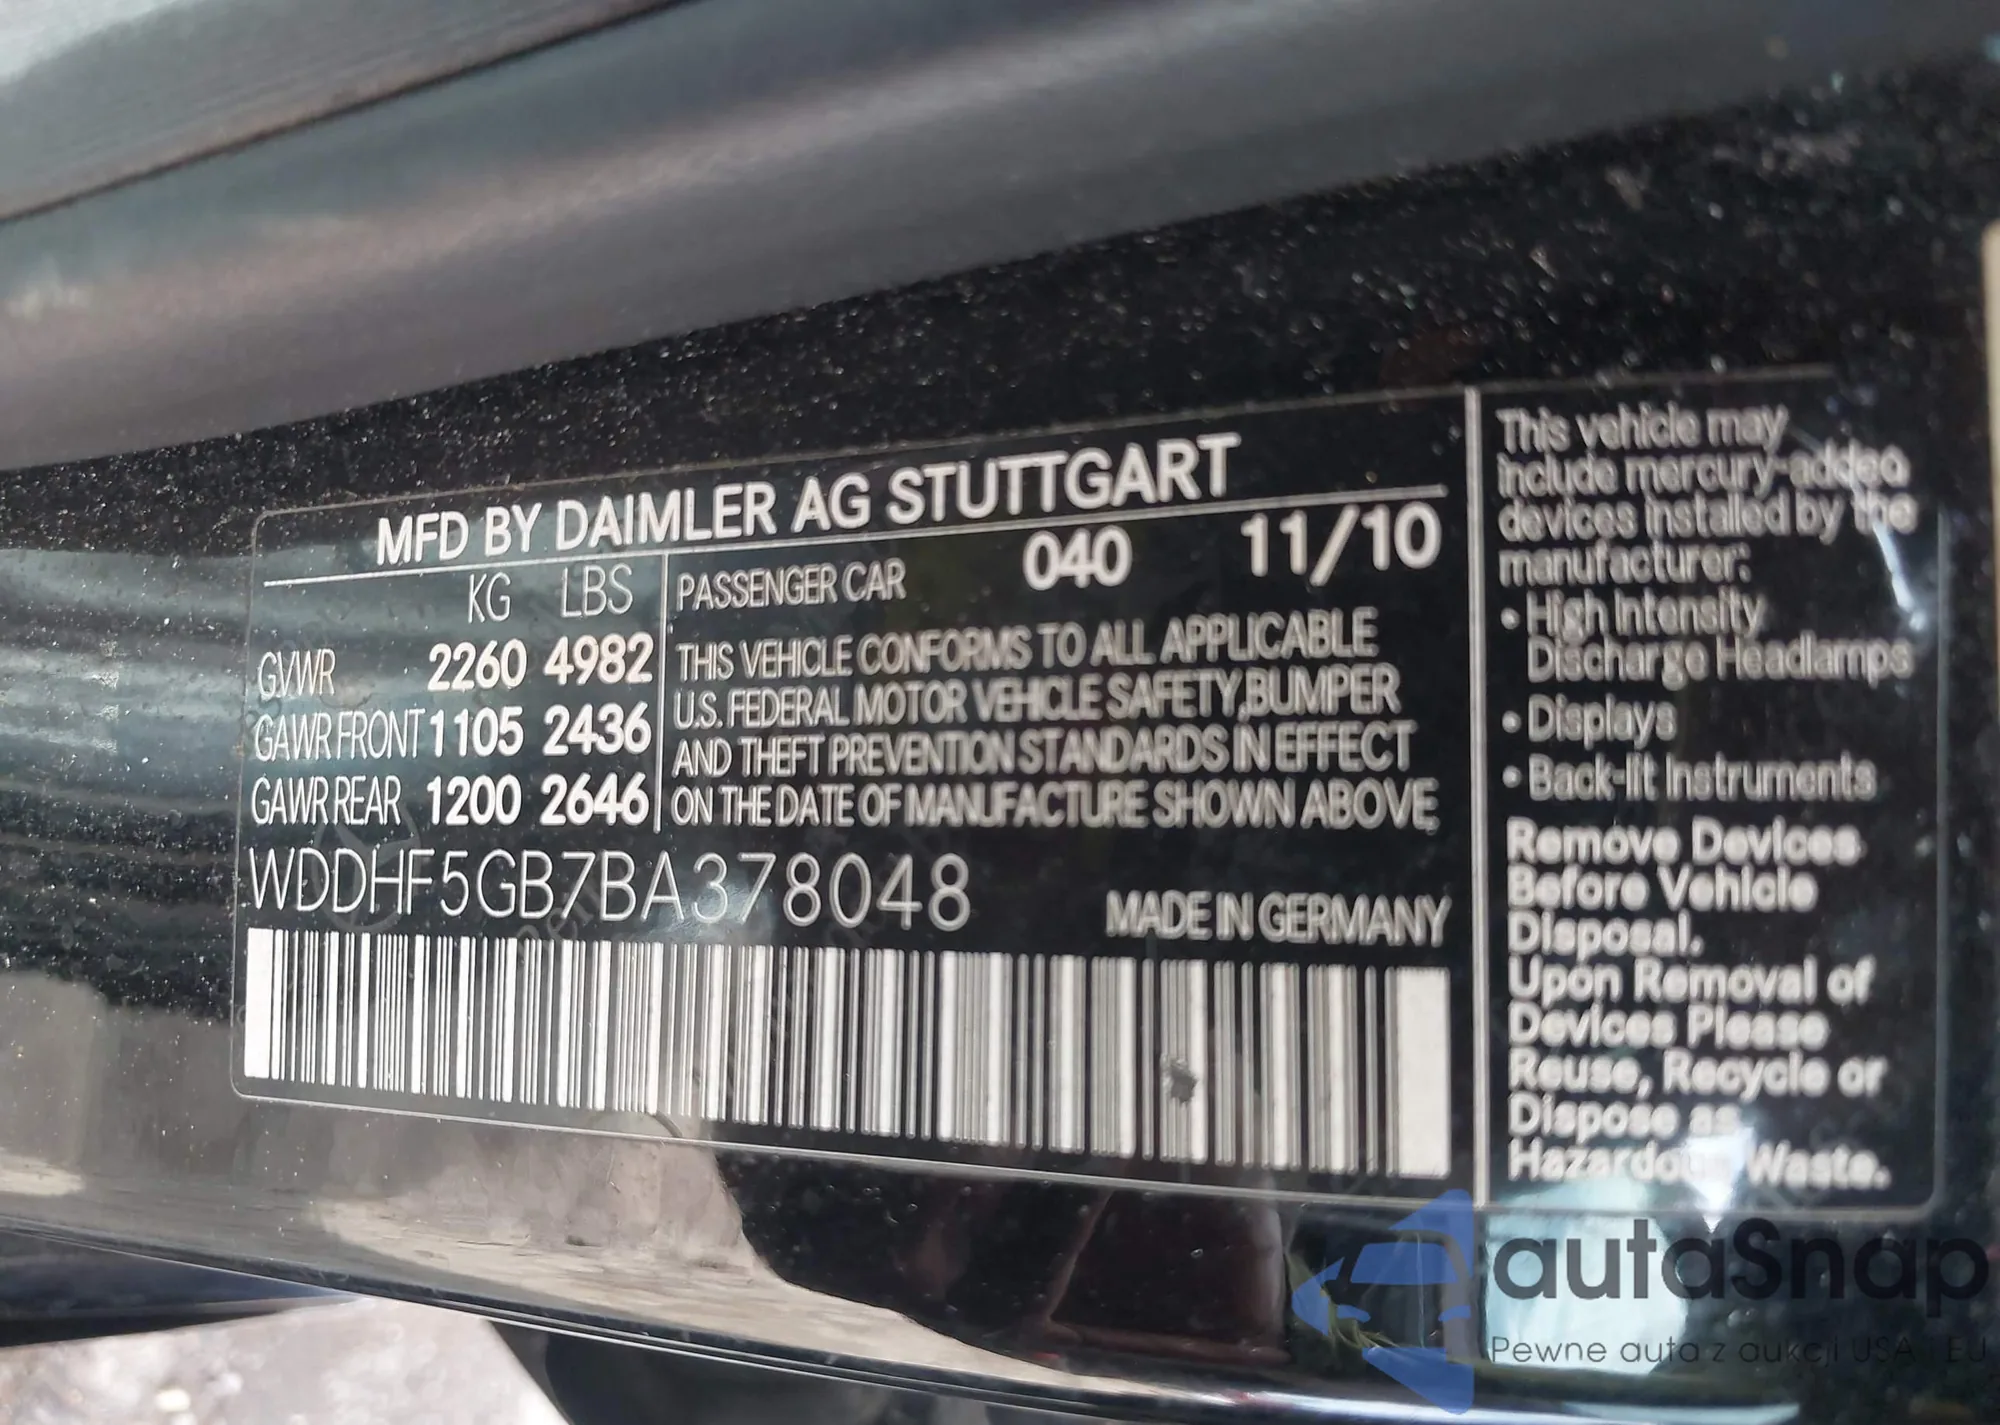 MFD BY DAIMLER AG STUTTGART
KG LBS
GVWR 2260 4982
GAWR FRONT 1105 2436
GAWR REAR 1200 2646
PASSENGER CAR 040 11/10
THIS VEHICLE CONFORMS TO ALL APPLICABLE
U.S. FEDERAL MOTOR VEHICLE SAFETY,BUMPER
AND THEFT PREVENTION STANDARDS IN EFFECT
ON THE DATE OF MANUFACTURE SHOWN ABOVE
WDDHF5GB7BA378048
MADE IN GERMANY
This vehicle may
include mercury-added
devices installed by the
manufacturer:
• High Intensity
Discharge Headlamps
• Displays
• Back-lit Instruments
Remove Devices
Before Vehicle
Disposal.
Upon Removal of
Devices Please
Reuse, Recycle or
Dispose as
Hazardous Waste.
autaSnap
Pewne auta z aukcji USA i EU